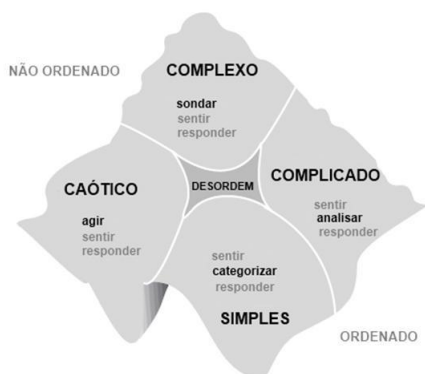 NÃO ORDENADO
COMPLEXO
sondar
sentir
responder
CAÓTICO
agir
sentir
responder
DESORDEM
COMPLICADO
sentir
analisar
responder
sentir
categorizar
responder
SIMPLES
ORDENADO